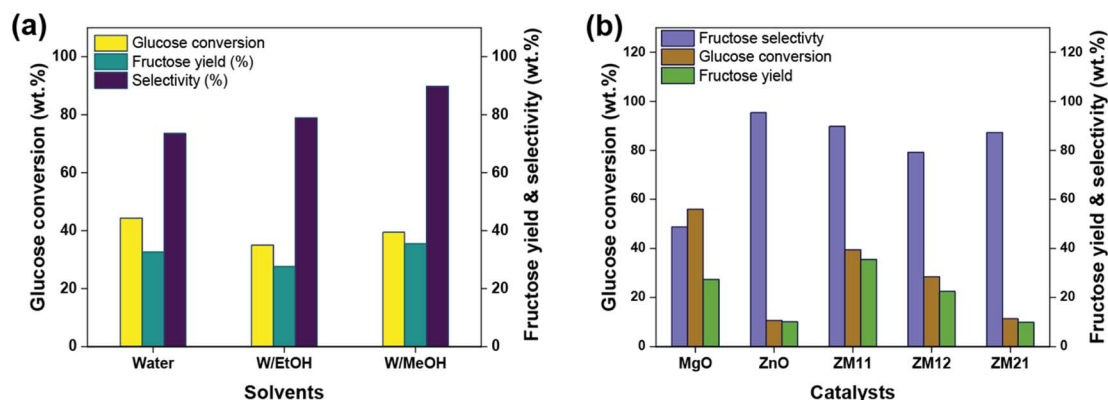 (a)
Glucose conversion (wt.%)
100
80
60
40
20
0
Glucose conversion
Fructose yield (%)
Selectivity (%)
100
80
60
40
20
0
Fructose yield & selectivity (wt.%)
Water W/EtOH W/MeOH
Solvents
(b)
Glucose conversion (wt.%)
120
100
80
60
40
20
0
Fructose selectivty
Glucose conversion
Fructose yield
120
100
80
60
40
20
0
Fructose yield & selectivity (wt.%)
MgO ZnO ZM11 ZM12 ZM21
Catalysts